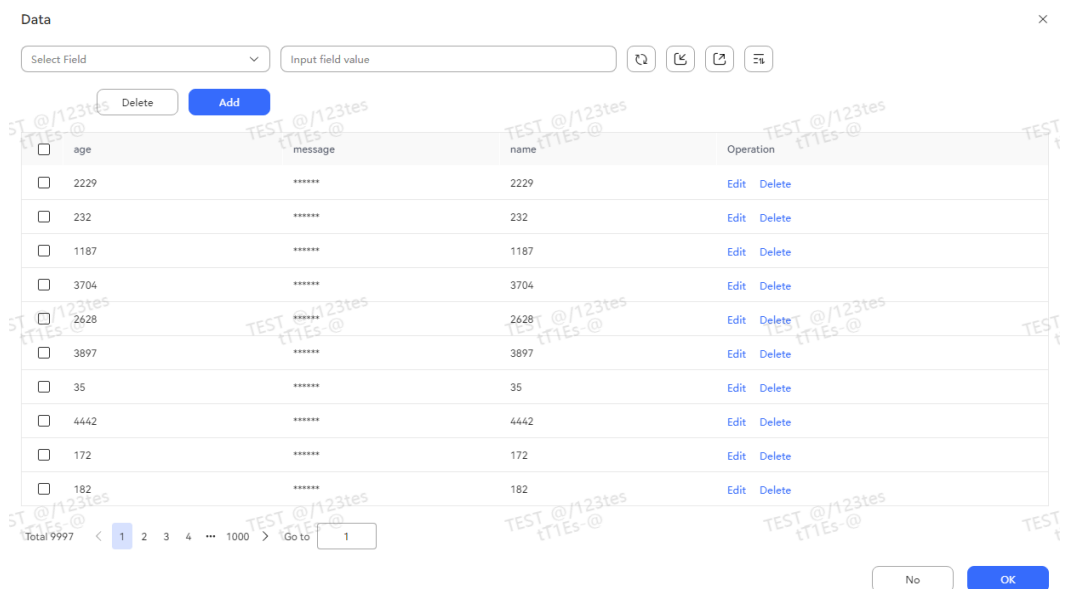 Data
Select Field
Input field value
Delete Add
age message name Operation
2229 ****** 2229 Edit Delete
232 ****** 232 Edit Delete
1187 ****** 1187 Edit Delete
3704 ****** 3704 Edit Delete
2628 ****** 2628 Edit Delete
3897 ****** 3897 Edit Delete
35 ****** 35 Edit Delete
4442 ****** 4442 Edit Delete
172 ****** 172 Edit Delete
182 ****** 182 Edit Delete
Total 9997 1 2 3 4 ••• 1000 Go to 1
No OK
TEST @/123tes
tT1Es-@